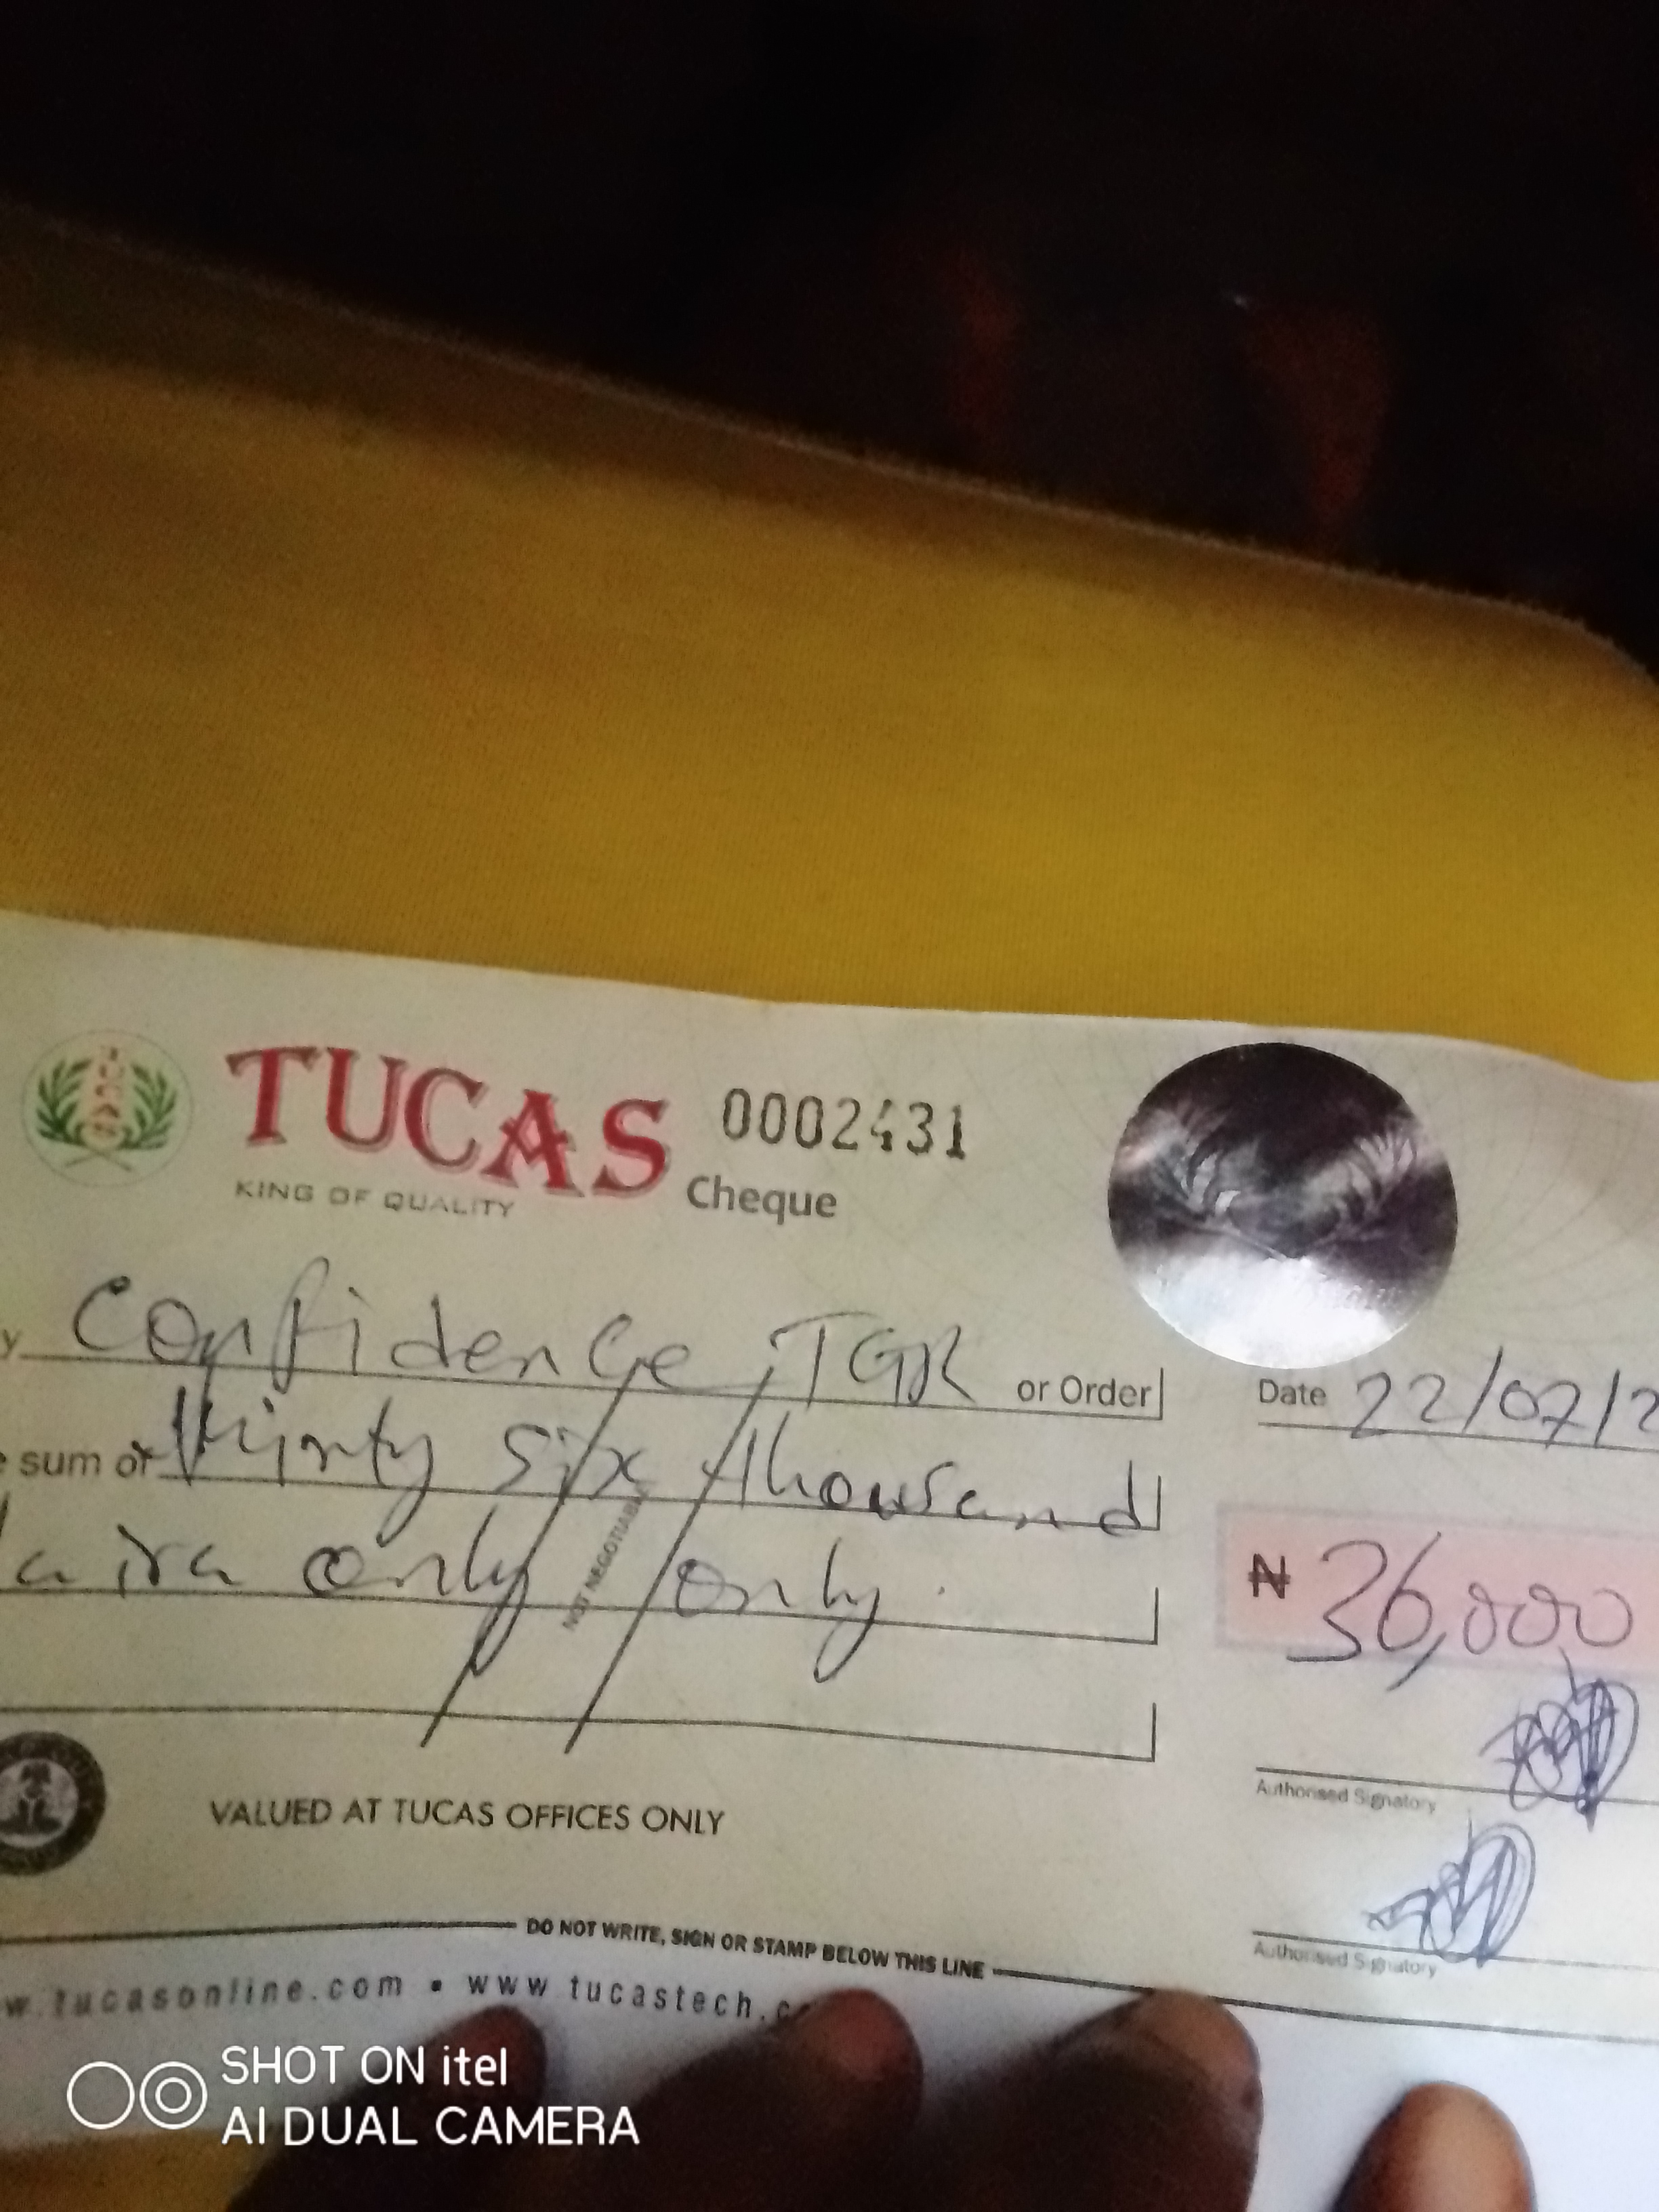 TUCAS 0002431
KING OF QUALITY Cheque
y Confidence, TGR or Order
Date 22/07/2
e sum of thirty six thousand
aira only only.
NOT NEGOTIABLE
₦ 36,000
Authorised Signatory
VALUED AT TUCAS OFFICES ONLY
Authorised Signatory
DO NOT WRITE, SIGN OR STAMP BELOW THIS LINE
w.tucasonline.com • www tucastech.c
SHOT ON itel
AI DUAL CAMERA